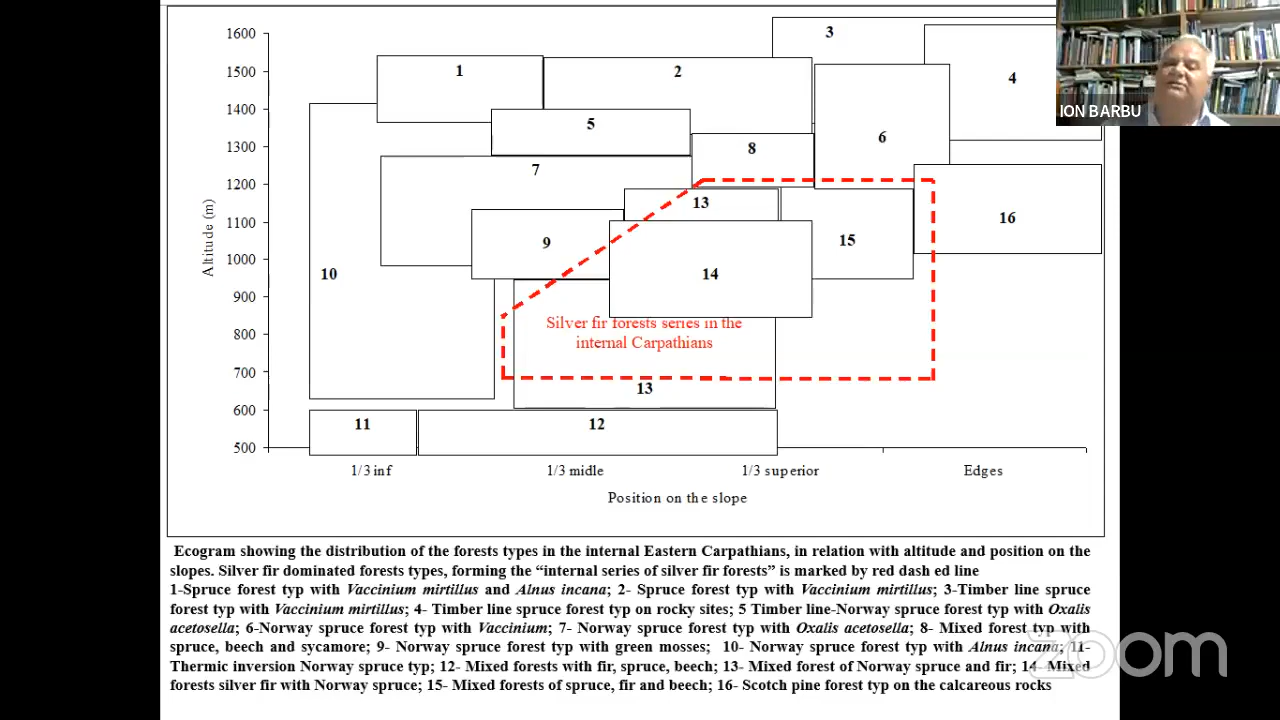 1600
3
1
2
4
1500
ION BARBU
1400
5
6
1300
8
7
1200
13
1100
16
15
9
1000
14
10
900
Silver fir forests series in the
internal Carpathians
800
700
13
600
11
12
500
Altitude (m)
1/3 inf
1/3 midle
1/3 superior
Edges
Position on the slope
Ecogram showing the distribution of the forests types in the internal Eastern Carpathians, in relation with altitude and position on the
slopes. Silver fir dominated forests types, forming the “internal series of silver fir forests” is marked by red dash ed line
1-Spruce forest typ with Vaccinium mirtillus and Alnus incana; 2- Spruce forest typ with Vaccinium mirtillus; 3-Timber line spruce
forest typ with Vaccinium mirtillus; 4- Timber line spruce forest typ on rocky sites; 5 Timber line-Norway spruce forest typ with Oxalis
acetosella; 6-Norway spruce forest typ with Vaccinium; 7- Norway spruce forest typ with Oxalis acetosella; 8- Mixed forest typ with
spruce, beech and sycamore; 9- Norway spruce forest typ with green mosses; 10- Norway spruce forest typ with Alnus incana; 11-
Thermic inversion Norway spruce typ; 12- Mixed forests with fir, spruce, beech; 13- Mixed forest of Norway spruce and fir; 14- Mixed
forests silver fir with Norway spruce; 15- Mixed forests of spruce, fir and beech; 16- Scotch pine forest typ on the calcareous rocks
zoom